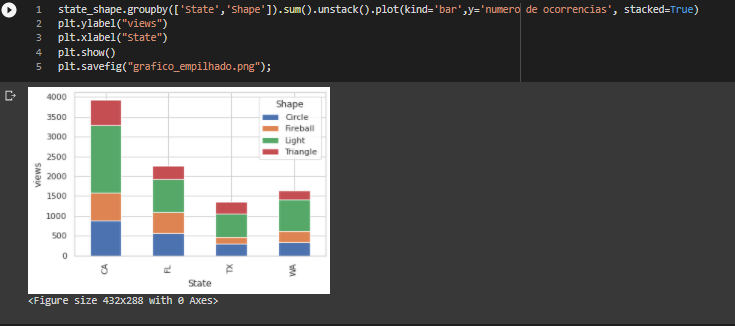 1 state_shape.groupby(['State','Shape']).sum().unstack().plot(kind='bar',y='numero de ocorrencias', stacked=True)
2 plt.ylabel("views")
3 plt.xlabel("State")
4 plt.show()
5 plt.savefig("grafico_empilhado.png");
4000
3500
3000
2500
2000
1500
1000
500
0
views
Shape
Circle
Fireball
Light
Triangle
CA
FL
TX
WA
State
<Figure size 432x288 with 0 Axes>